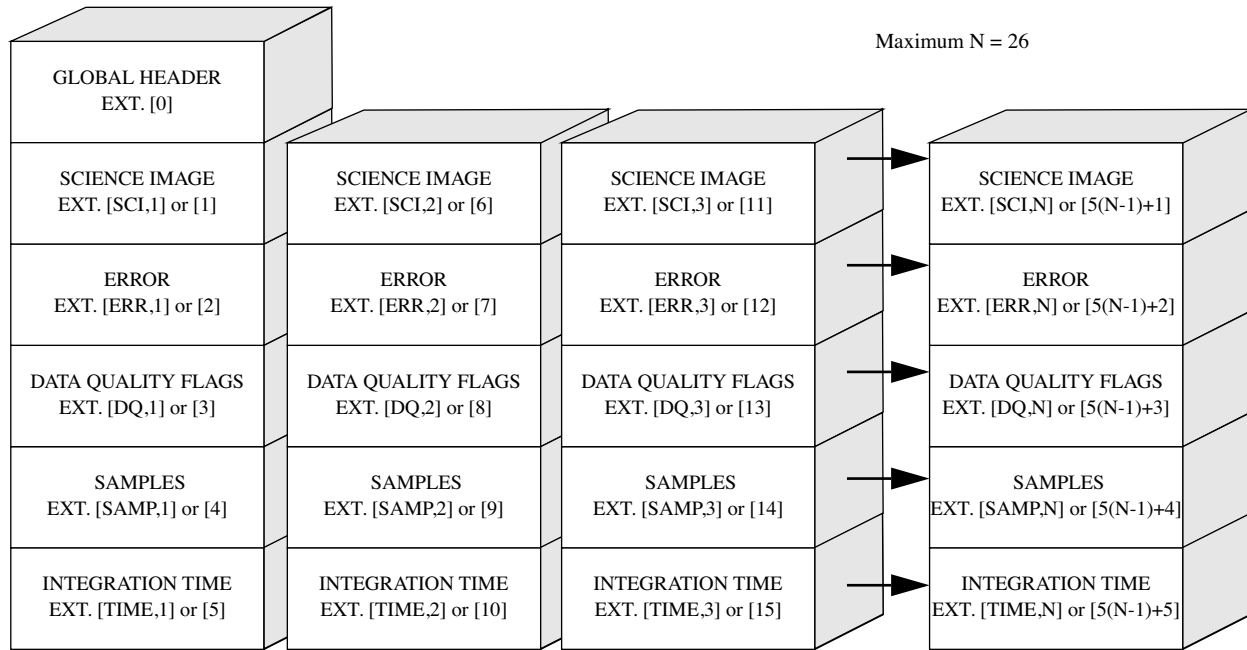 Maximum N = 26
GLOBAL HEADER
EXT. [0]
SCIENCE IMAGE
EXT. [SCI,1] or [1]
SCIENCE IMAGE
EXT. [SCI,2] or [6]
SCIENCE IMAGE
EXT. [SCI,3] or [11]
SCIENCE IMAGE
EXT. [SCI,N] or [5(N-1)+1]
ERROR
EXT. [ERR,1] or [2]
ERROR
EXT. [ERR,2] or [7]
ERROR
EXT. [ERR,3] or [12]
ERROR
EXT. [ERR,N] or [5(N-1)+2]
DATA QUALITY FLAGS
EXT. [DQ,1] or [3]
DATA QUALITY FLAGS
EXT. [DQ,2] or [8]
DATA QUALITY FLAGS
EXT. [DQ,3] or [13]
DATA QUALITY FLAGS
EXT. [DQ,N] or [5(N-1)+3]
SAMPLES
EXT. [SAMP,1] or [4]
SAMPLES
EXT. [SAMP,2] or [9]
SAMPLES
EXT. [SAMP,3] or [14]
SAMPLES
EXT. [SAMP,N] or [5(N-1)+4]
INTEGRATION TIME
EXT. [TIME,1] or [5]
INTEGRATION TIME
EXT. [TIME,2] or [10]
INTEGRATION TIME
EXT. [TIME,3] or [15]
INTEGRATION TIME
EXT. [TIME,N] or [5(N-1)+5]